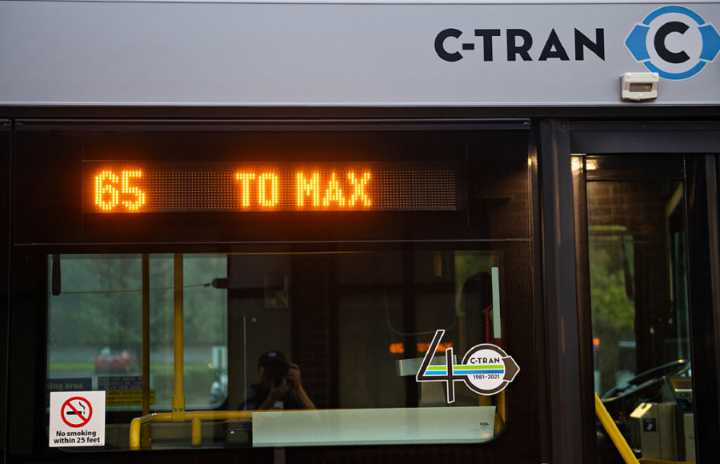 C-TRAN C
65 TO MAX
40 C-TRAN
1981-2021
No smoking
within 25 feet